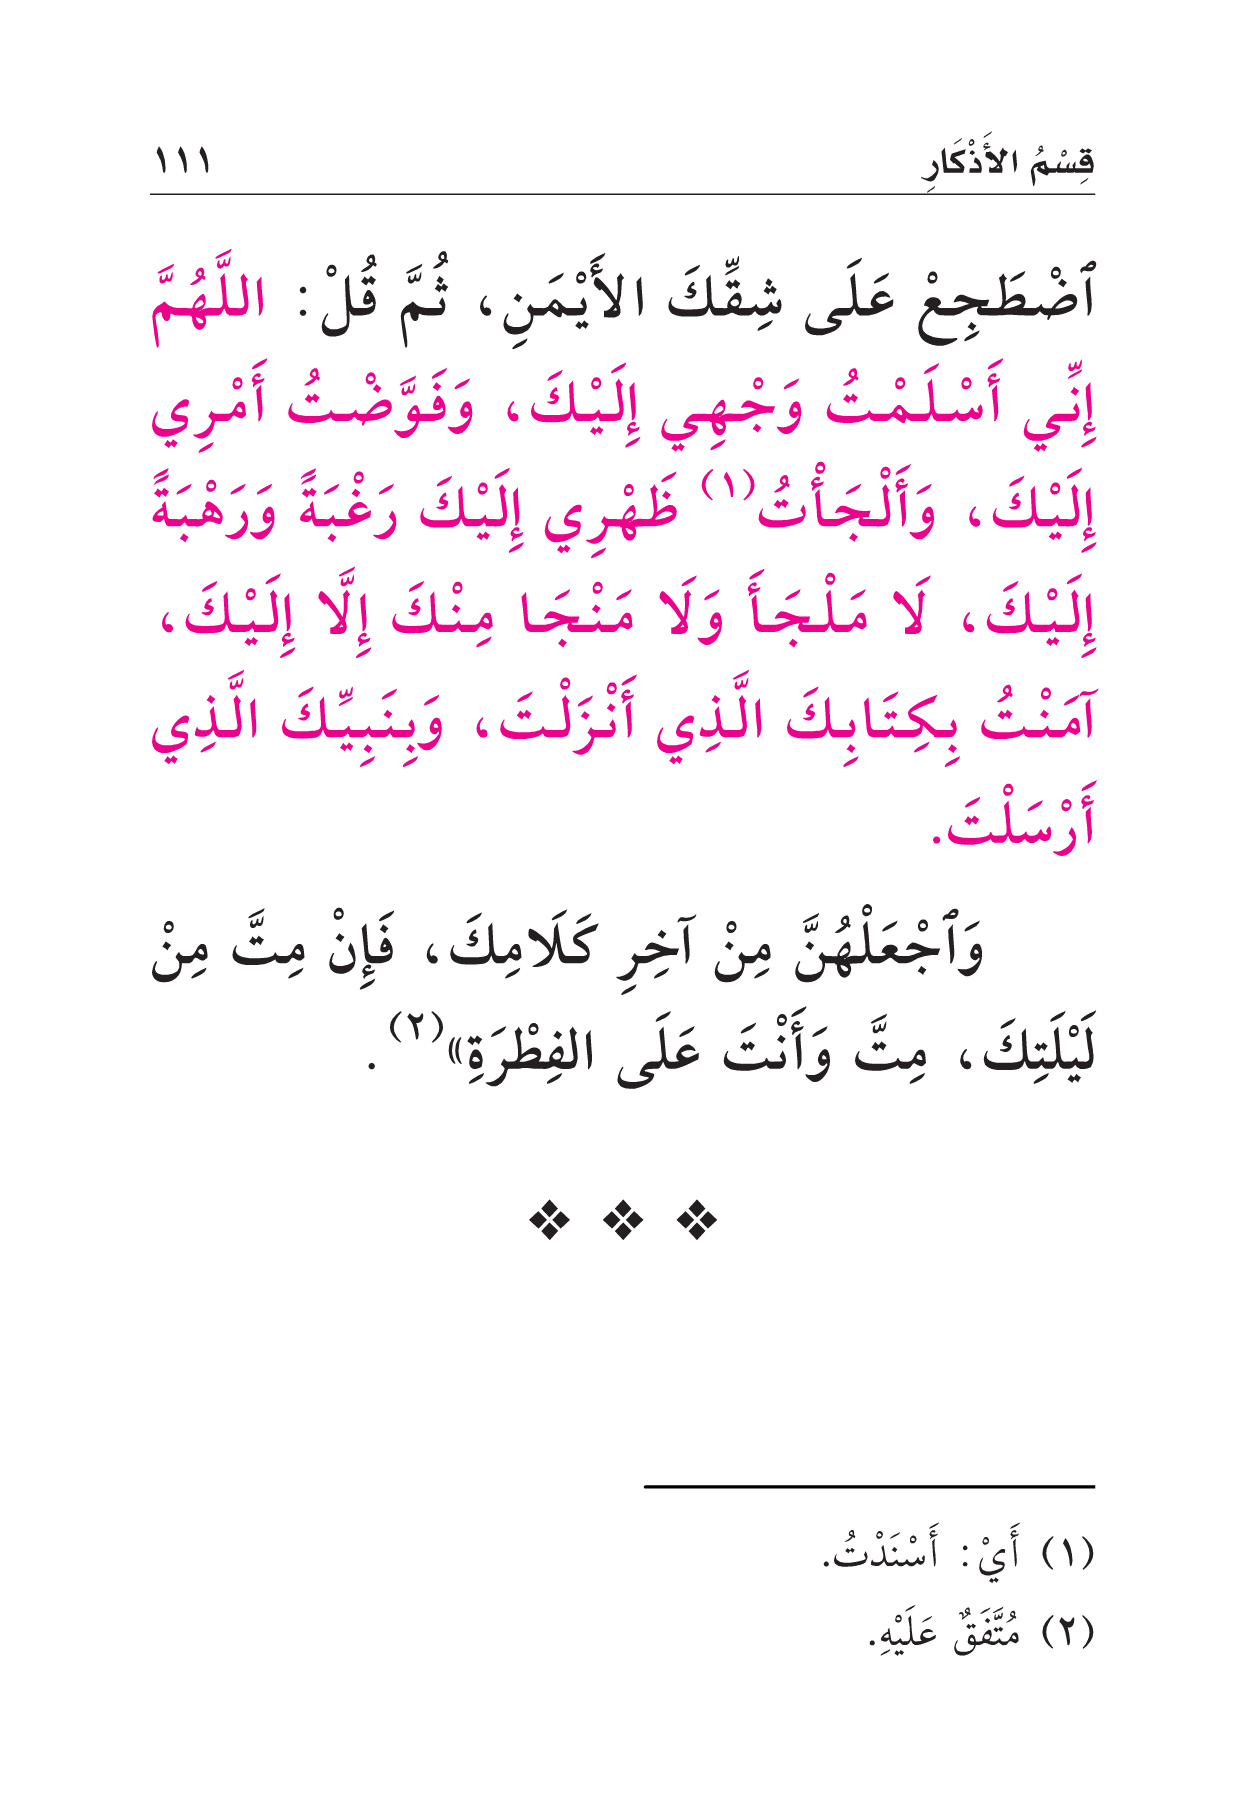 قِسْمُ الأَذْكَارِ ١١١
ٱضْطَجِعْ عَلَى شِقِّكَ الأَيْمَنِ، ثُمَّ قُلْ: اللَّهُمَّ
إِنِّي أَسْلَمْتُ وَجْهِي إِلَيْكَ، وَفَوَّضْتُ أَمْرِي
إِلَيْكَ، وَأَلْجَأْتُ(١) ظَهْرِي إِلَيْكَ رَغْبَةً وَرَهْبَةً
إِلَيْكَ، لَا مَلْجَأَ وَلَا مَنْجَا مِنْكَ إِلَّا إِلَيْكَ،
آمَنْتُ بِكِتَابِكَ الَّذِي أَنْزَلْتَ، وَبِنَبِيِّكَ الَّذِي
أَرْسَلْتَ.
وَٱجْعَلْهُنَّ مِنْ آخِرِ كَلَامِكَ، فَإِنْ مِتَّ مِنْ
لَيْلَتِكَ، مِتَّ وَأَنْتَ عَلَى الفِطْرَةِ»(٢).
(١) أَيْ: أَسْنَدْتُ.
(٢) مُتَّفَقٌ عَلَيْهِ.